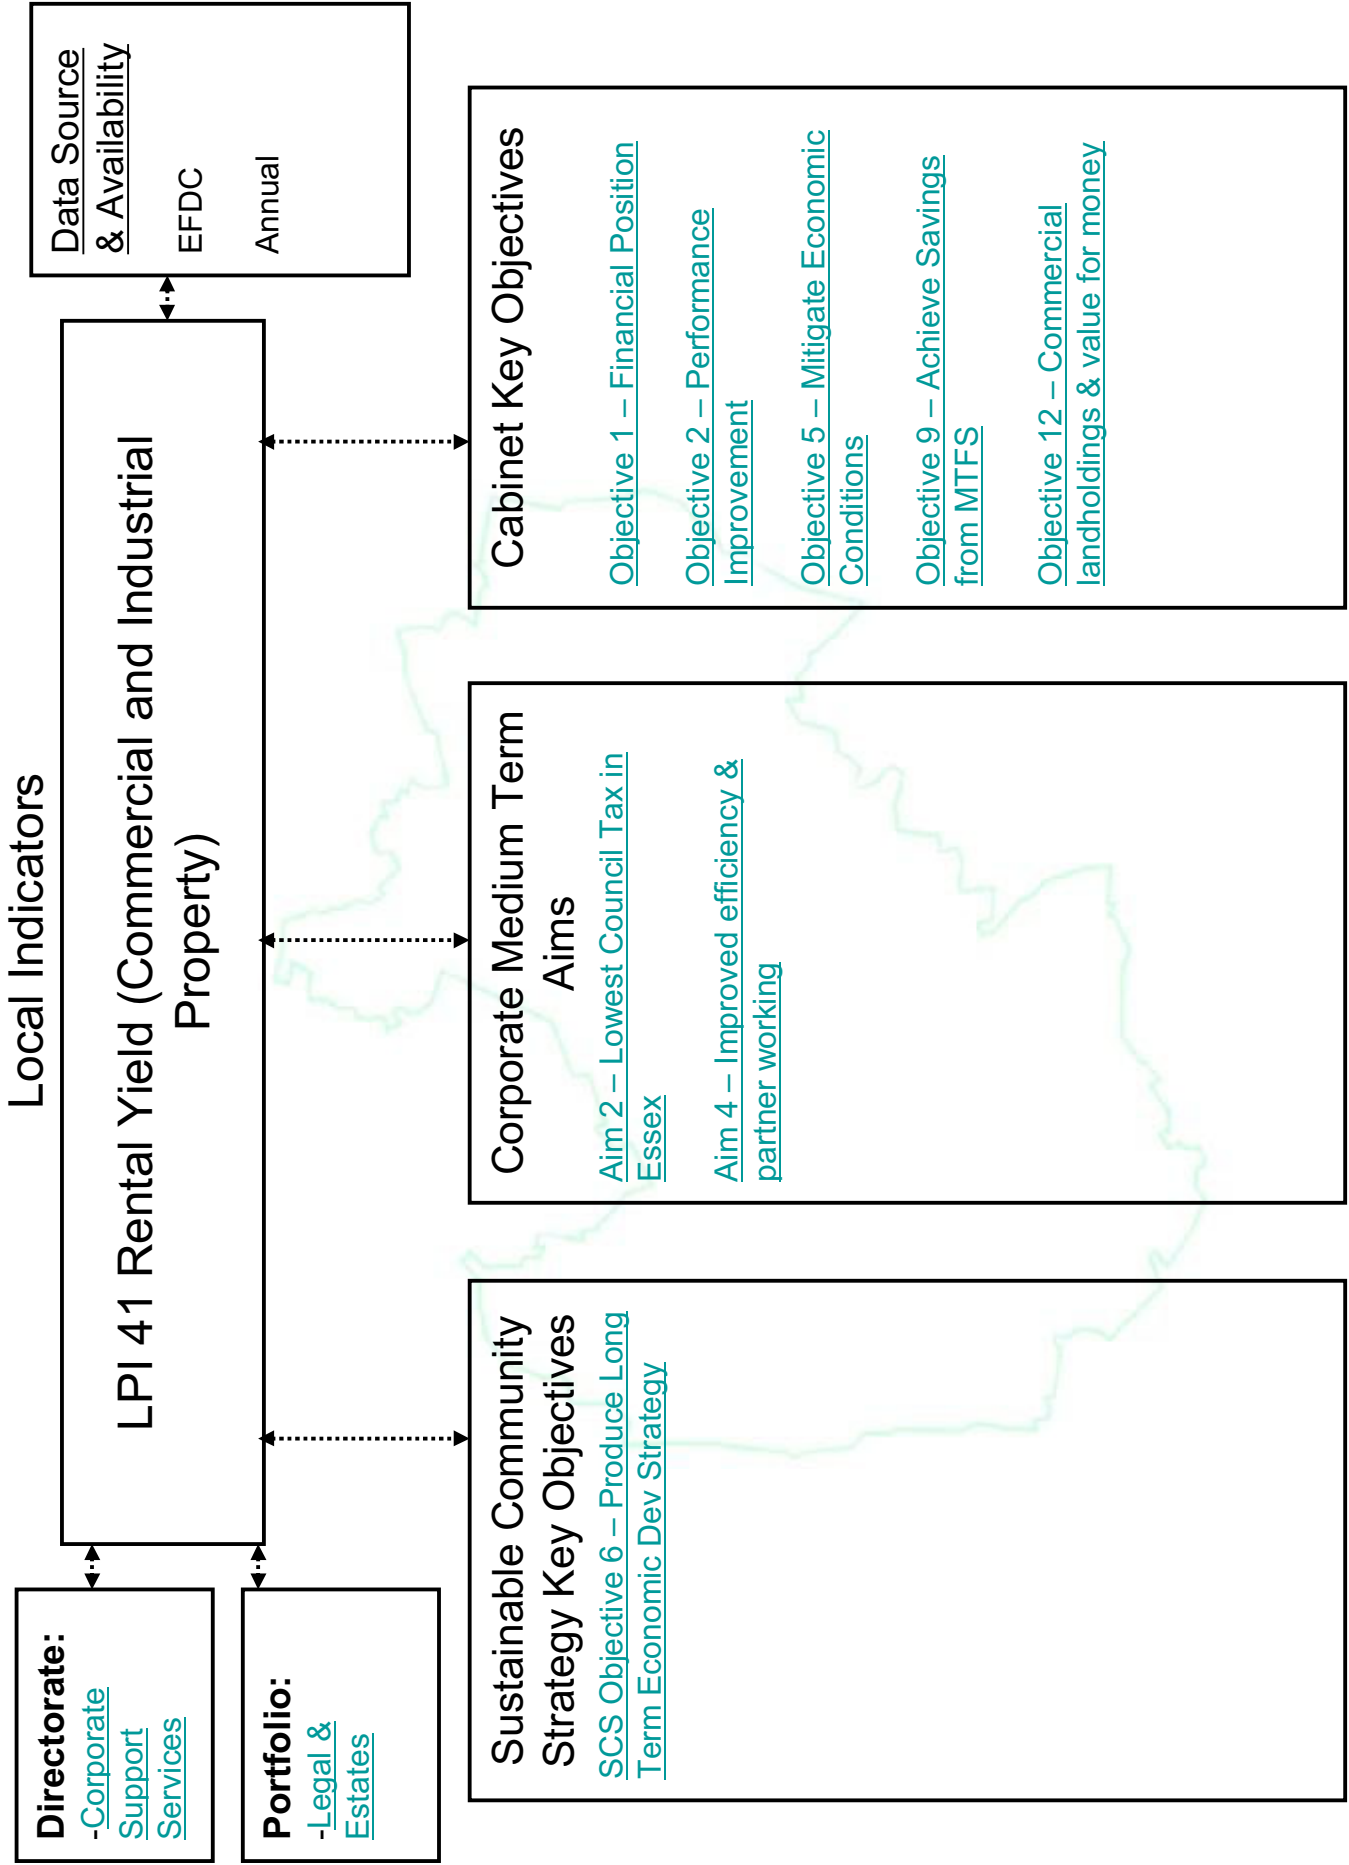 Local Indicators
Directorate:
-Corporate
Support
Services
Portfolio:
-Legal &
Estates
LPI 41 Rental Yield (Commercial and Industrial
Property)
Data Source
& Availability
EFDC
Annual
Sustainable Community
Strategy Key Objectives
SCS Objective 6 – Produce Long
Term Economic Dev Strategy
Corporate Medium Term
Aims
Aim 2 – Lowest Council Tax in
Essex
Aim 4 – Improved efficiency &
partner working
Cabinet Key Objectives
Objective 1 – Financial Position
Objective 2 – Performance
Improvement
Objective 5 – Mitigate Economic
Conditions
Objective 9 – Achieve Savings
from MTFS
Objective 12 – Commercial
landholdings & value for money